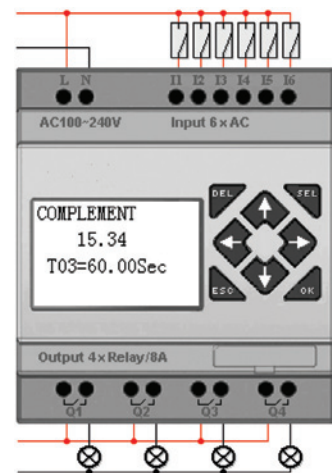 L N I1 I2 I3 I4 I5 I6
AC100~240V Input 6×AC
DEL SEL
COMPLEMENT
15.34
T03=60.00Sec
ESC OK
Output 4×Relay/8A
Q1 Q2 Q3 Q4